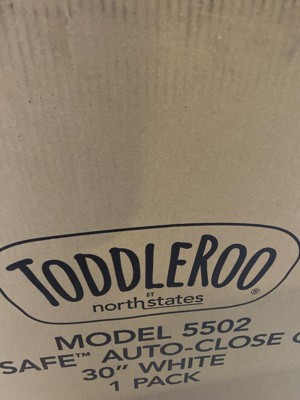 TODDLEROO®
BY
northstates
MODEL 5502
SAFE™ AUTO-CLOSE
30" WHITE
1 PACK